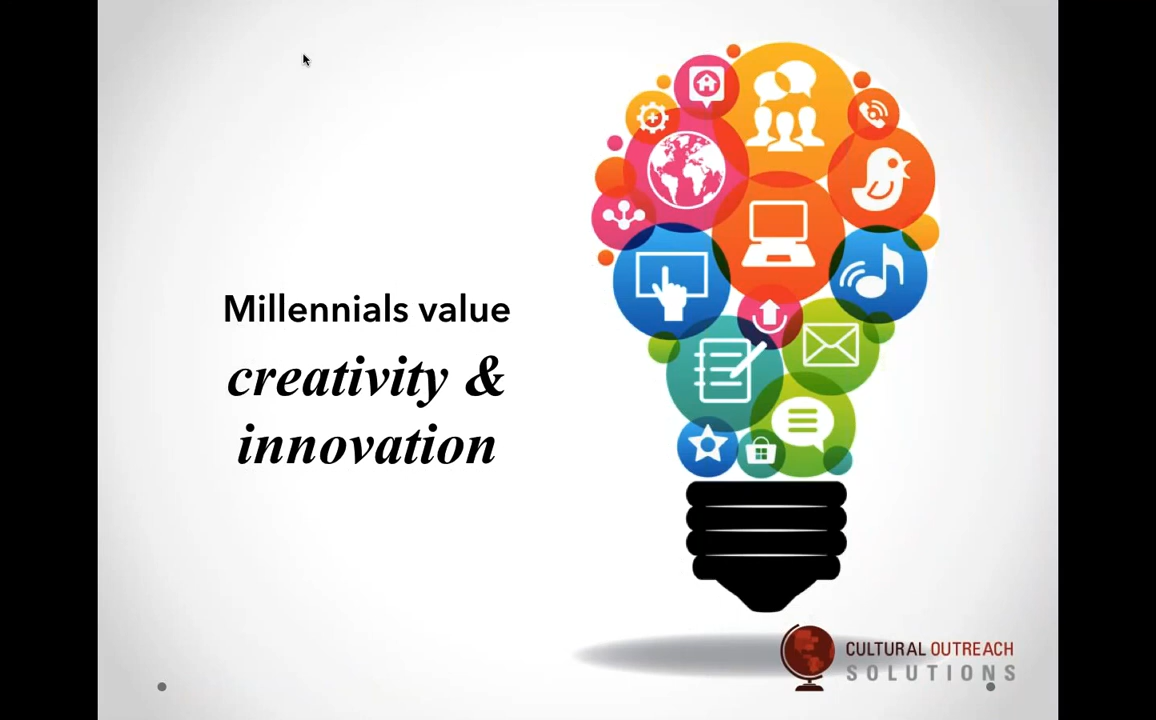 Millennials value
creativity &
innovation
CULTURAL OUTREACH
SOLUTIONS